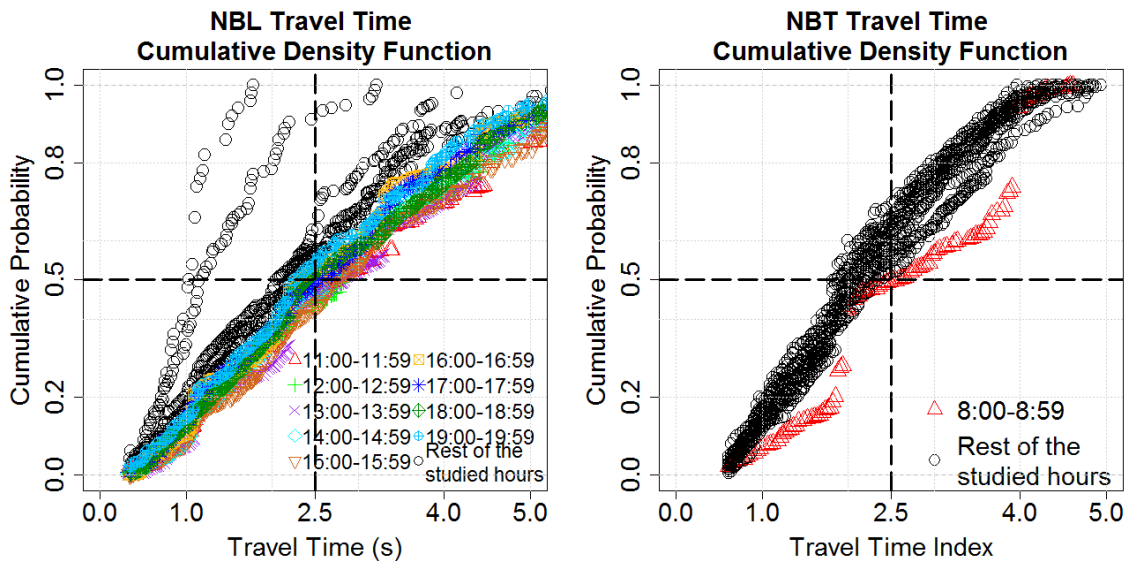 NBL Travel Time
Cumulative Density Function
Cumulative Probability
1.0
0.8
0.5
0.2
0.0
11:00-11:59
16:00-16:59
12:00-12:59
17:00-17:59
13:00-13:59
18:00-18:59
14:00-14:59
19:00-19:59
15:00-15:59
Rest of the
studied hours
0.0 1.0 2.5 4.0 5.0
Travel Time (s)
NBT Travel Time
Cumulative Density Function
Cumulative Probability
1.0
0.8
0.5
0.2
0.0
8:00-8:59
Rest of the
studied hours
0.0 1.0 2.5 4.0 5.0
Travel Time Index